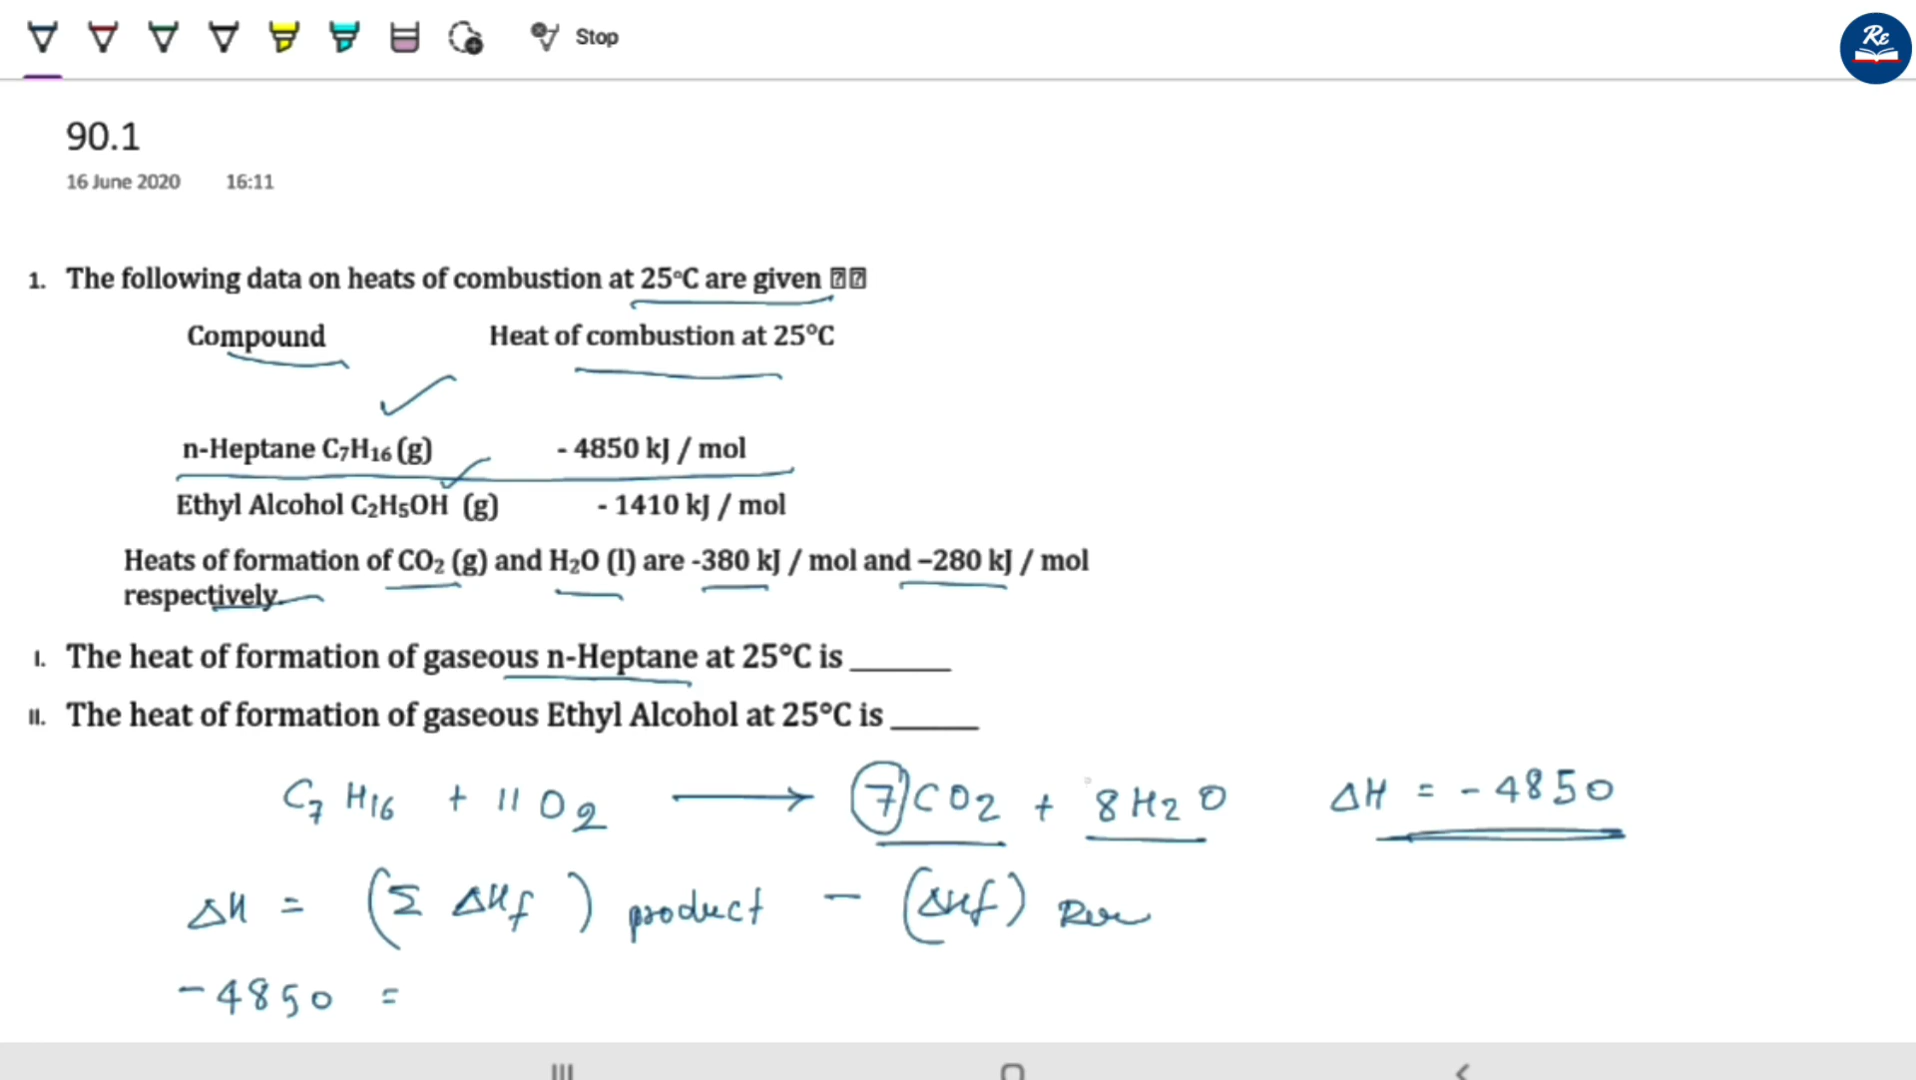 Stop
RE
90.1
16 June 2020 16:11
1. The following data on heats of combustion at 25°C are given
Compound Heat of combustion at 25°C
n-Heptane C₇H₁₆ (g) - 4850 kJ / mol
Ethyl Alcohol C₂H₅OH (g) - 1410 kJ / mol
Heats of formation of CO₂ (g) and H₂O (l) are -380 kJ / mol and –280 kJ / mol
respectively.
I. The heat of formation of gaseous n-Heptane at 25°C is ______
II. The heat of formation of gaseous Ethyl Alcohol at 25°C is ______
C₇ H₁₆ + 11 O₂ ⟶ 7 CO₂ + 8 H₂O ΔH = - 4850
ΔH = (Σ ΔHf) product - (ΔHf)
- 4850 =